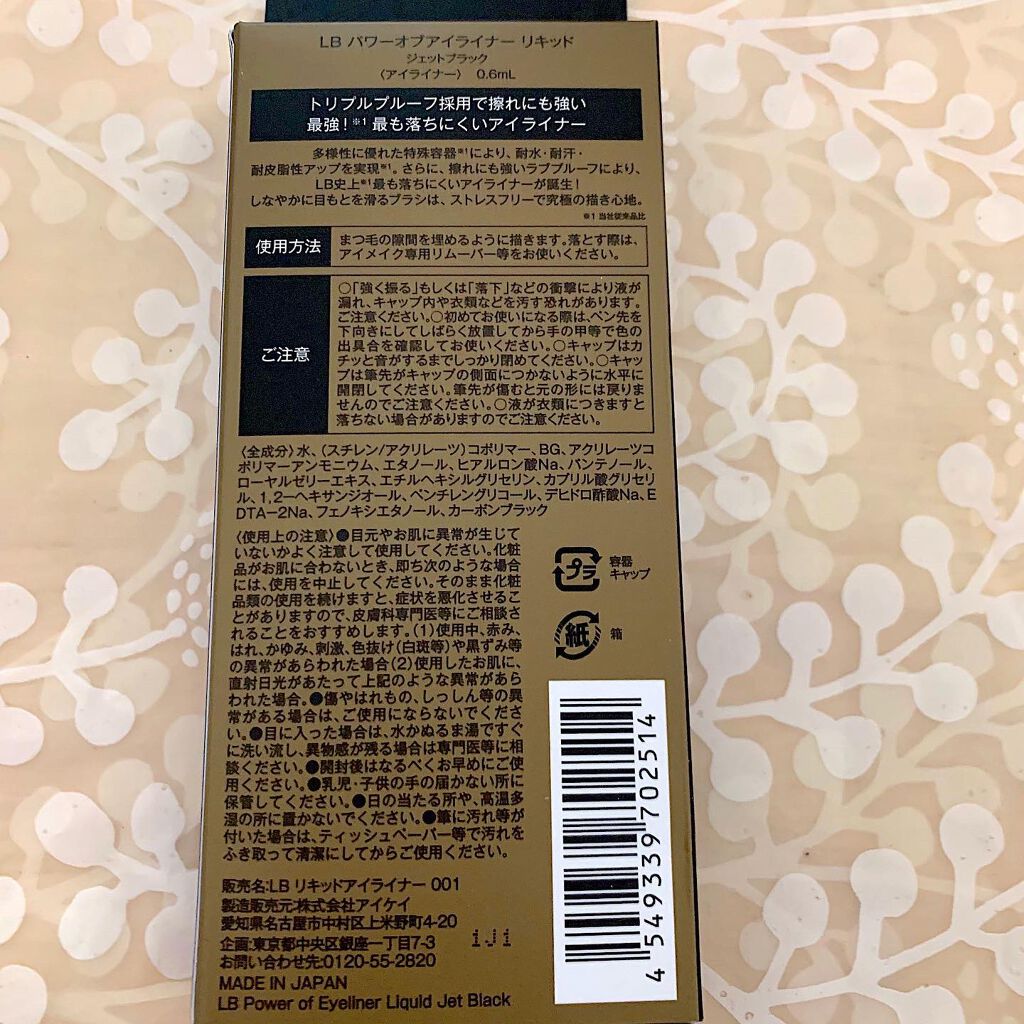 LB パワーオブアイライナー リキッド
ジェットブラック
〈アイライナー〉 0.6mL
トリプルプルーフ採用で擦れにも強い
最強!※1 最も落ちにくいアイライナー
多様性に優れた特殊容器※1により、耐水・耐汗・
耐皮脂性アップを実現※1。さらに、擦れにも強いラブプルーフにより、
LB史上※1最も落ちにくいアイライナーが誕生!
しなやかに目もとを滑るブラシは、ストレスフリーで究極の描き心地。
※1 当社従来品比
使用方法
まつ毛の隙間を埋めるように描きます。落とす際は、
アイメイク専用リムーバー等をお使いください。
ご注意
○「強く振る」もしくは「落下」などの衝撃により液が
漏れ、キャップ内や衣類などを汚す恐れがあります。
ご注意ください。○初めてお使いになる際は、ペン先を
下向きにしてしばらく放置してから手の甲等で色の
出具合を確認してお使いください。○キャップはカ
チッと音がするまでしっかり閉めてください。○キャッ
プは筆先がキャップの側面につかないように水平に
開閉してください。筆先が傷むと元の形には戻りま
せんのでご注意ください。○液が衣類につきますと
落ちない場合がありますのでご注意ください。
〈全成分〉水、(スチレン/アクリレーツ)コポリマー、BG、アクリレーツコ
ポリマーアンモニウム、エタノール、ヒアルロン酸Na、パンテノール、
ローヤルゼリーエキス、エチルヘキシルグリセリン、カプリル酸グリセリ
ル、1,2-ヘキサンジオール、ペンチレングリコール、デヒドロ酢酸Na、E
DTA-2Na、フェノキシエタノール、カーボンブラック
〈使用上の注意〉●目元やお肌に異常が生じて
いないかよく注意して使用してください。化粧
品がお肌に合わないとき、即ち次のような場合
には、使用を中止してください。そのまま化粧
品類の使用を続けますと、症状を悪化させるこ
とがありますので、皮膚科専門医等にご相談さ
れることをおすすめします。(1)使用中、赤み、
はれ、かゆみ、刺激、色抜け(白斑等)や黒ずみ等
の異常があらわれた場合(2)使用したお肌に、
直射日光があたって上記のような異常があら
われた場合。●傷やはれもの、しっしん等の異
常がある場合は、ご使用にならないでくださ
い。●目に入った場合は、水かぬるま湯ですぐ
に洗い流し、異物感が残る場合は専門医等に相
談ください。●開封後はなるべくお早めにご使
用ください。●乳児・子供の手の届かない所に
保管してください。●日の当たる所や、高温多
湿の所に置かないでください。●筆に汚れ等が
付いた場合は、ティッシュペーパー等で汚れを
ふき取って清潔にしてからご使用ください。
プラ
容器
キャップ
紙
箱
販売名:LB リキッドアイライナー 001
製造販売元:株式会社アイケイ
愛知県名古屋市中村区上米野町4-20
企画:東京都中央区銀座一丁目7-3
お問い合わせ先:0120-55-2820
MADE IN JAPAN
LB Power of Eyeliner Liquid Jet Black
1J1
4 549339 702514